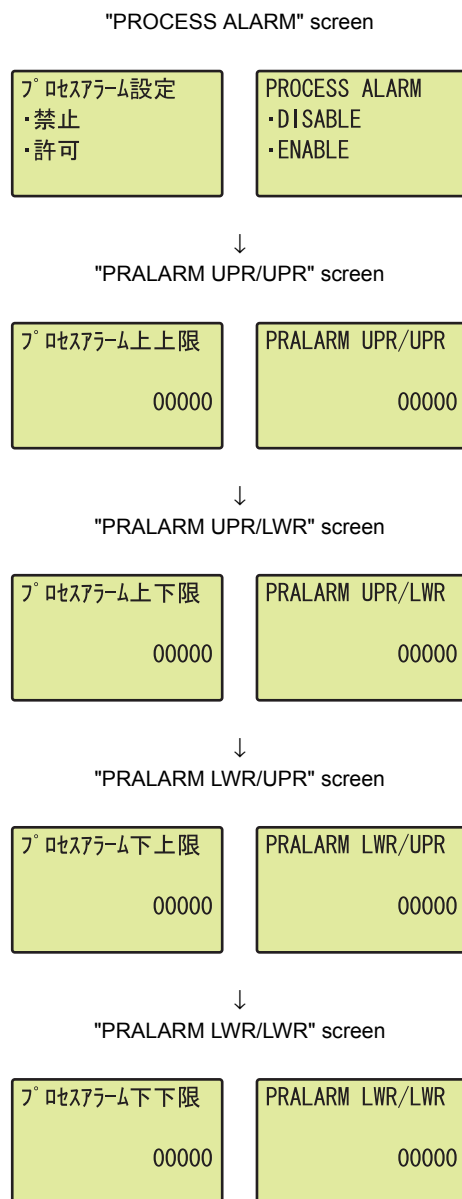 "PROCESS ALARM" screen
プロセスアラーム設定
・禁止
・許可
PROCESS ALARM
・DISABLE
・ENABLE
↓
"PRALARM UPR/UPR" screen
プロセスアラーム上上限
00000
PRALARM UPR/UPR
00000
↓
"PRALARM UPR/LWR" screen
プロセスアラーム上下限
00000
PRALARM UPR/LWR
00000
↓
"PRALARM LWR/UPR" screen
プロセスアラーム下上限
00000
PRALARM LWR/UPR
00000
↓
"PRALARM LWR/LWR" screen
プロセスアラーム下下限
00000
PRALARM LWR/LWR
00000